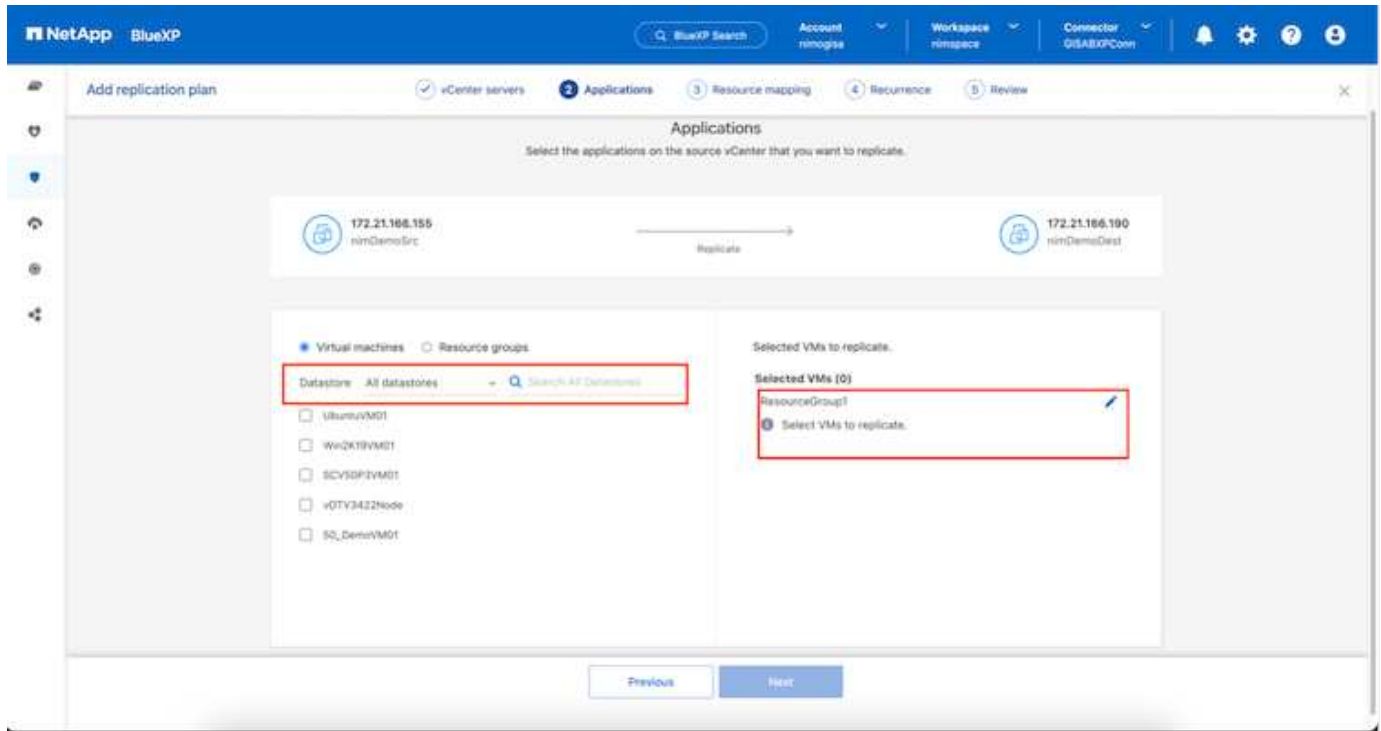 NetApp BlueXP BlueXP Search Account Workspace Connector
nimogisa nimspace GISABXPConn
Add replication plan vCenter servers 2 Applications 3 Resource mapping 4 Recurrence 5 Review
Applications
Select the applications on the source vCenter that you want to replicate.
172.21.166.155 172.21.166.190
nimDemoSrc nimDemoDest
Replicate
Virtual machines Resource groups Selected VMs to replicate.
Datastore All datastores Search All Datastores Selected VMs (0)
ResourceGroup1
UbuntuVM01 Select VMs to replicate.
Win2K19VM01
SCV50P3VM01
vOTV3422Node
50_DemoVM01
Previous Next